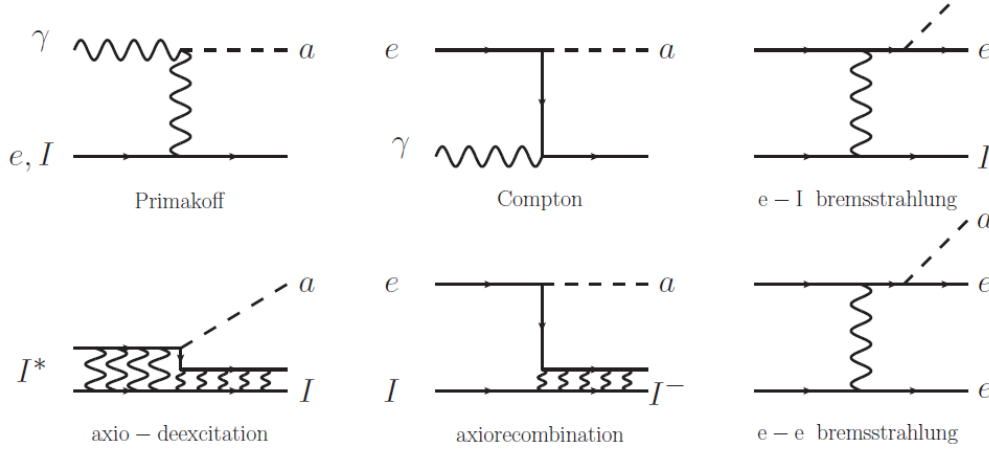 γ a e a e
e, I γ I
Primakoff Compton e − I bremsstrahlung
a e a a e
I* I I I⁻ e
axio − deexcitation axiorecombination e − e bremsstrahlung